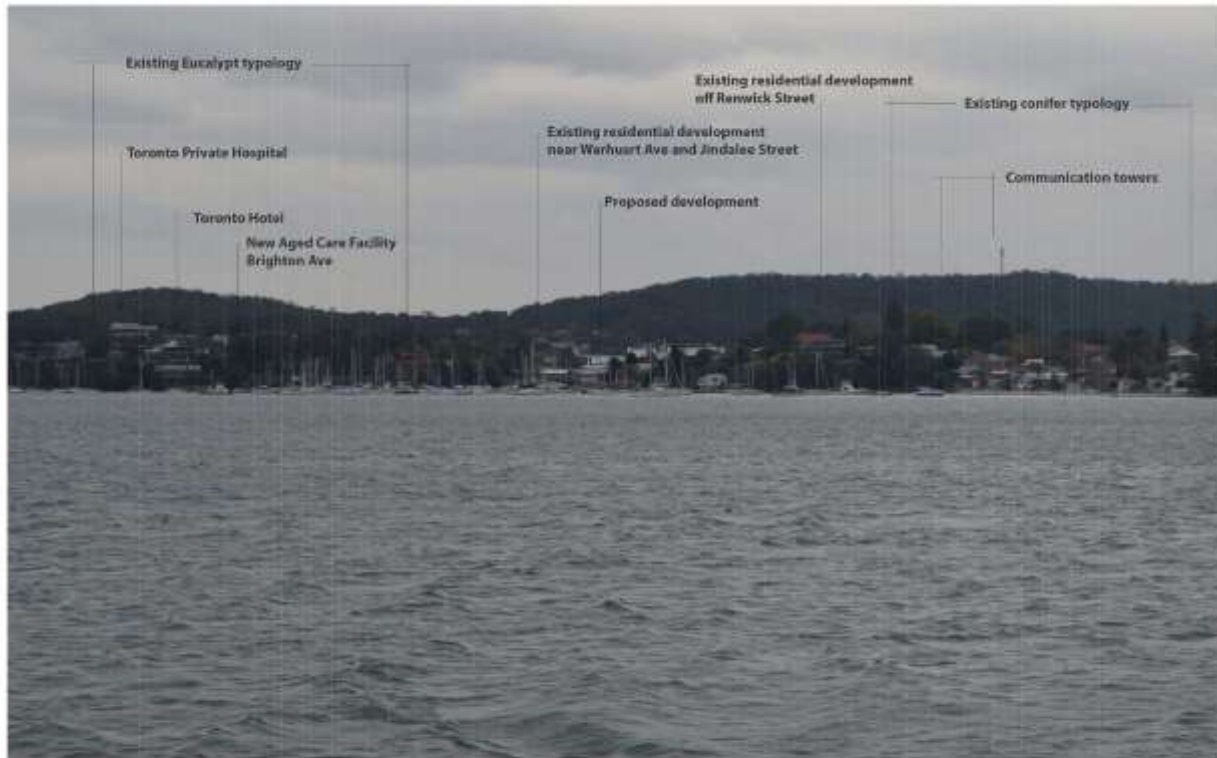 Existing Eucalypt typology
Toronto Private Hospital
Toronto Hotel
New Aged Care Facility
Brighton Ave
Existing residential development
near Warhurst Ave and Jindalee Street
Proposed development
Existing residential development
off Renwick Street
Existing conifer typology
Communication towers